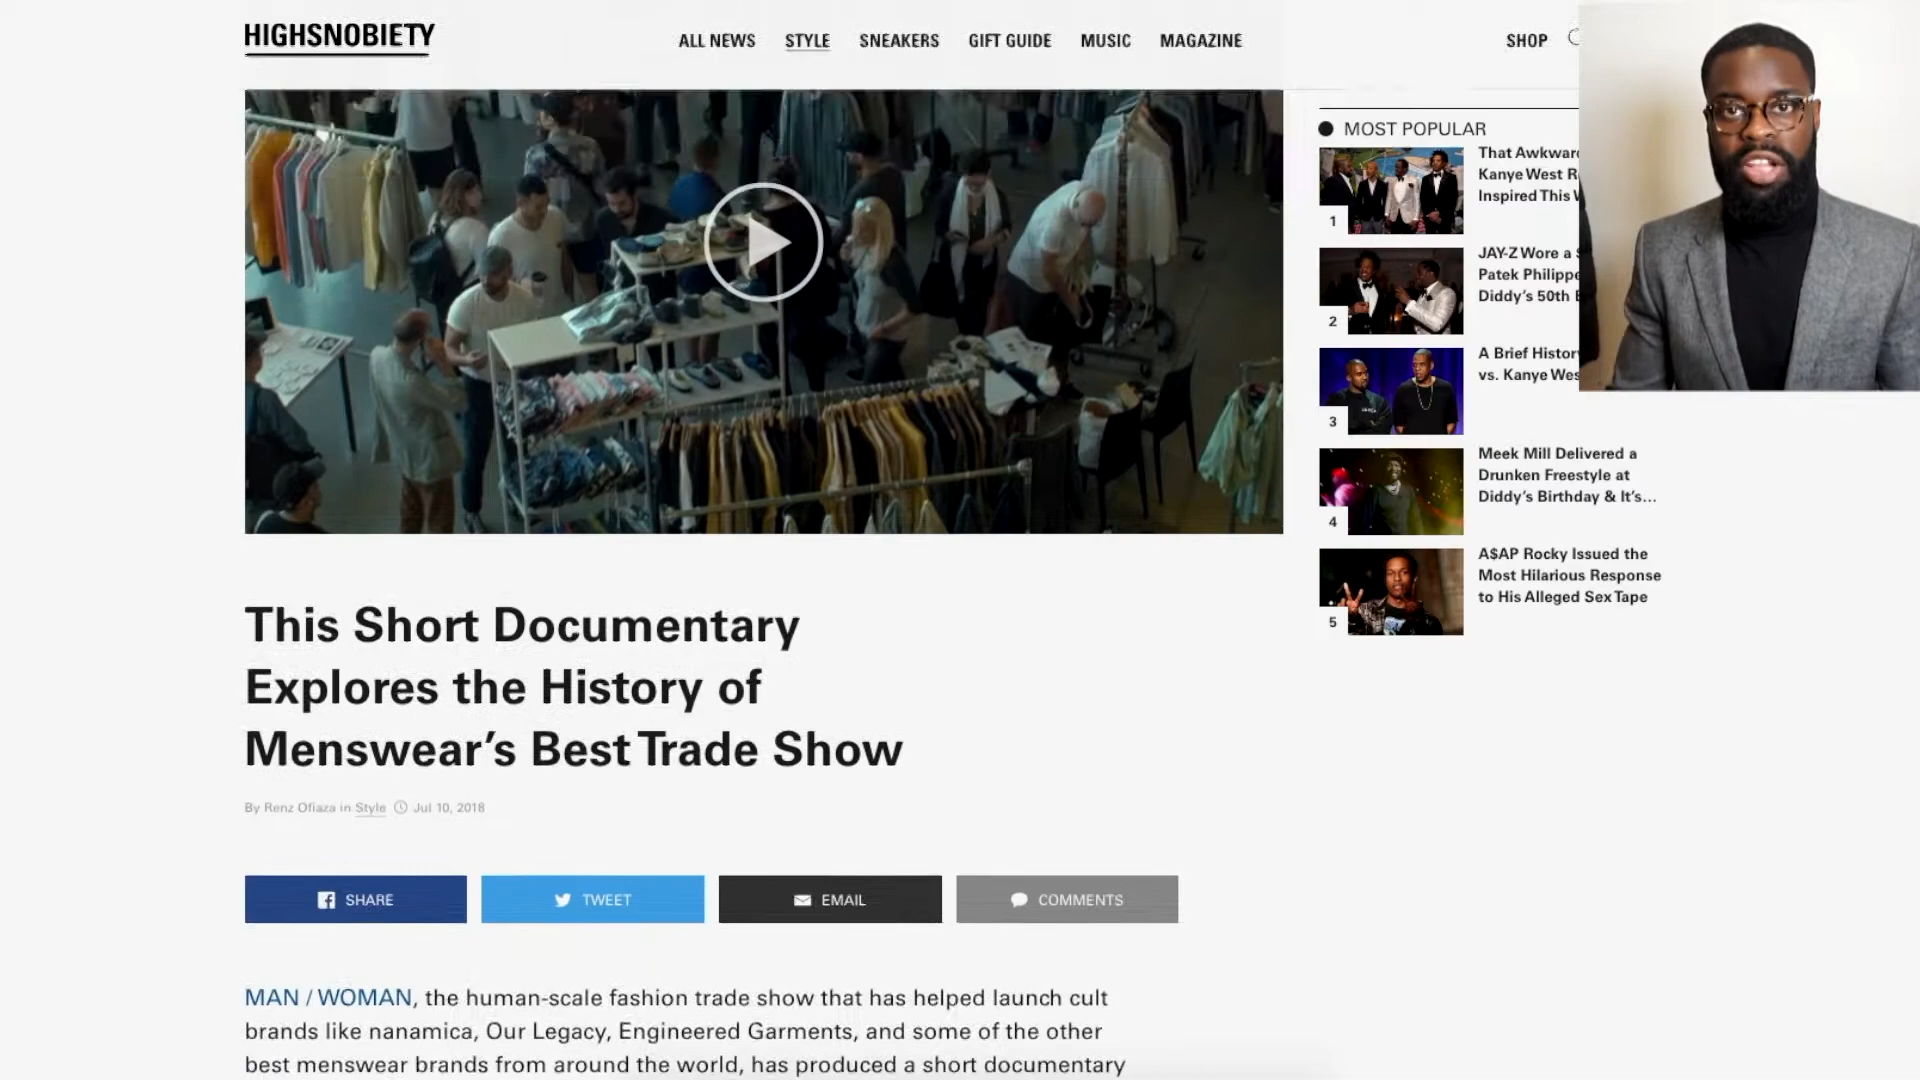 HIGHSNOBIETY
ALL NEWS STYLE SNEAKERS GIFT GUIDE MUSIC MAGAZINE
SHOP
MOST POPULAR
1
That
Kanye West
Inspired This
2
JAY-Z Wore a
Patek Philippe
Diddy's 50th
3
A Brief
vs. Kanye
4
Meek Mill Delivered a
Drunken Freestyle at
Diddy's Birthday & It's...
5
A$AP Rocky Issued the
Most Hilarious Response
to His Alleged Sex Tape
This Short Documentary
Explores the History of
Menswear's Best Trade Show
By Renz Ofiaza in Style Jul 10, 2018
SHARE TWEET EMAIL COMMENTS
MAN / WOMAN, the human-scale fashion trade show that has helped launch cult
brands like nanamica, Our Legacy, Engineered Garments, and some of the other
best menswear brands from around the world, has produced a short documentary